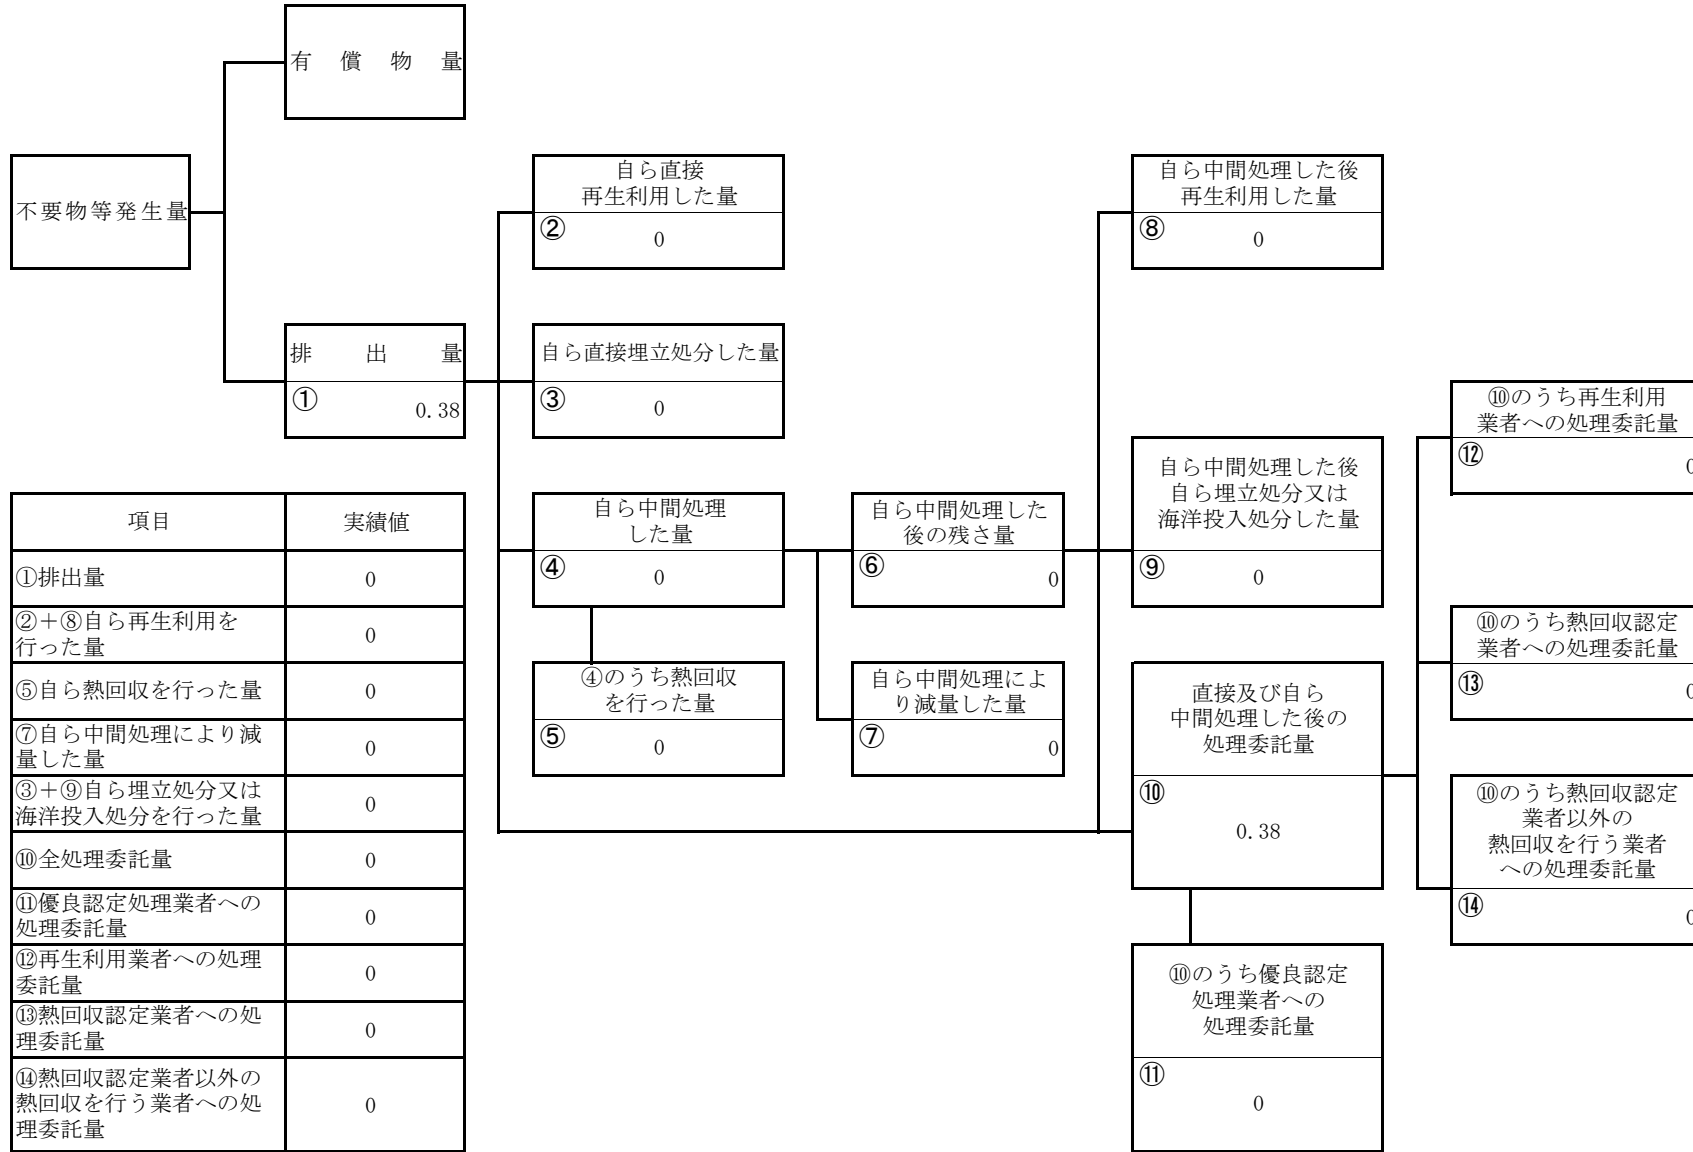 有償物量
不要物等発生量
自ら直接
再生利用した量
②
0
自ら中間処理した後
再生利用した量
⑧
0
排出量
①
0.38
自ら直接埋立処分した量
③
0
⑩のうち再生利用
業者への処理委託量
⑫
0
自ら中間処理した後
自ら埋立処分又は
海洋投入処分した量
⑨
0
自ら中間処理
した量
④
0
自ら中間処理した
後の残さ量
⑥
0
⑩のうち熱回収認定
業者への処理委託量
⑬
0
④のうち熱回収
を行った量
⑤
0
自ら中間処理によ
り減量した量
⑦
0
直接及び自ら
中間処理した後の
処理委託量
⑩
0.38
⑩のうち熱回収認定
業者以外の
熱回収を行う業者
への処理委託量
⑭
0
⑩のうち優良認定
処理業者への
処理委託量
⑪
0
項目 実績値
①排出量 0
②＋⑧自ら再生利用を
行った量 0
⑤自ら熱回収を行った量 0
⑦自ら中間処理により減
量した量 0
③＋⑨自ら埋立処分又は
海洋投入処分を行った量 0
⑩全処理委託量 0
⑪優良認定処理業者への
処理委託量 0
⑫再生利用業者への処理
委託量 0
⑬熱回収認定業者への処
理委託量 0
⑭熱回収認定業者以外の
熱回収を行う業者への処
理委託量 0